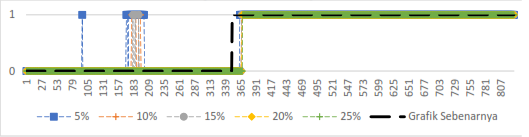 1
0
1 27 53 79 105 131 157 183 209 235 261 287 313 339 365 391 417 443 469 495 521 547 573 599 625 651 677 703 729 755 781 807
5% 10% 15% 20% 25% Grafik Sebenarnya